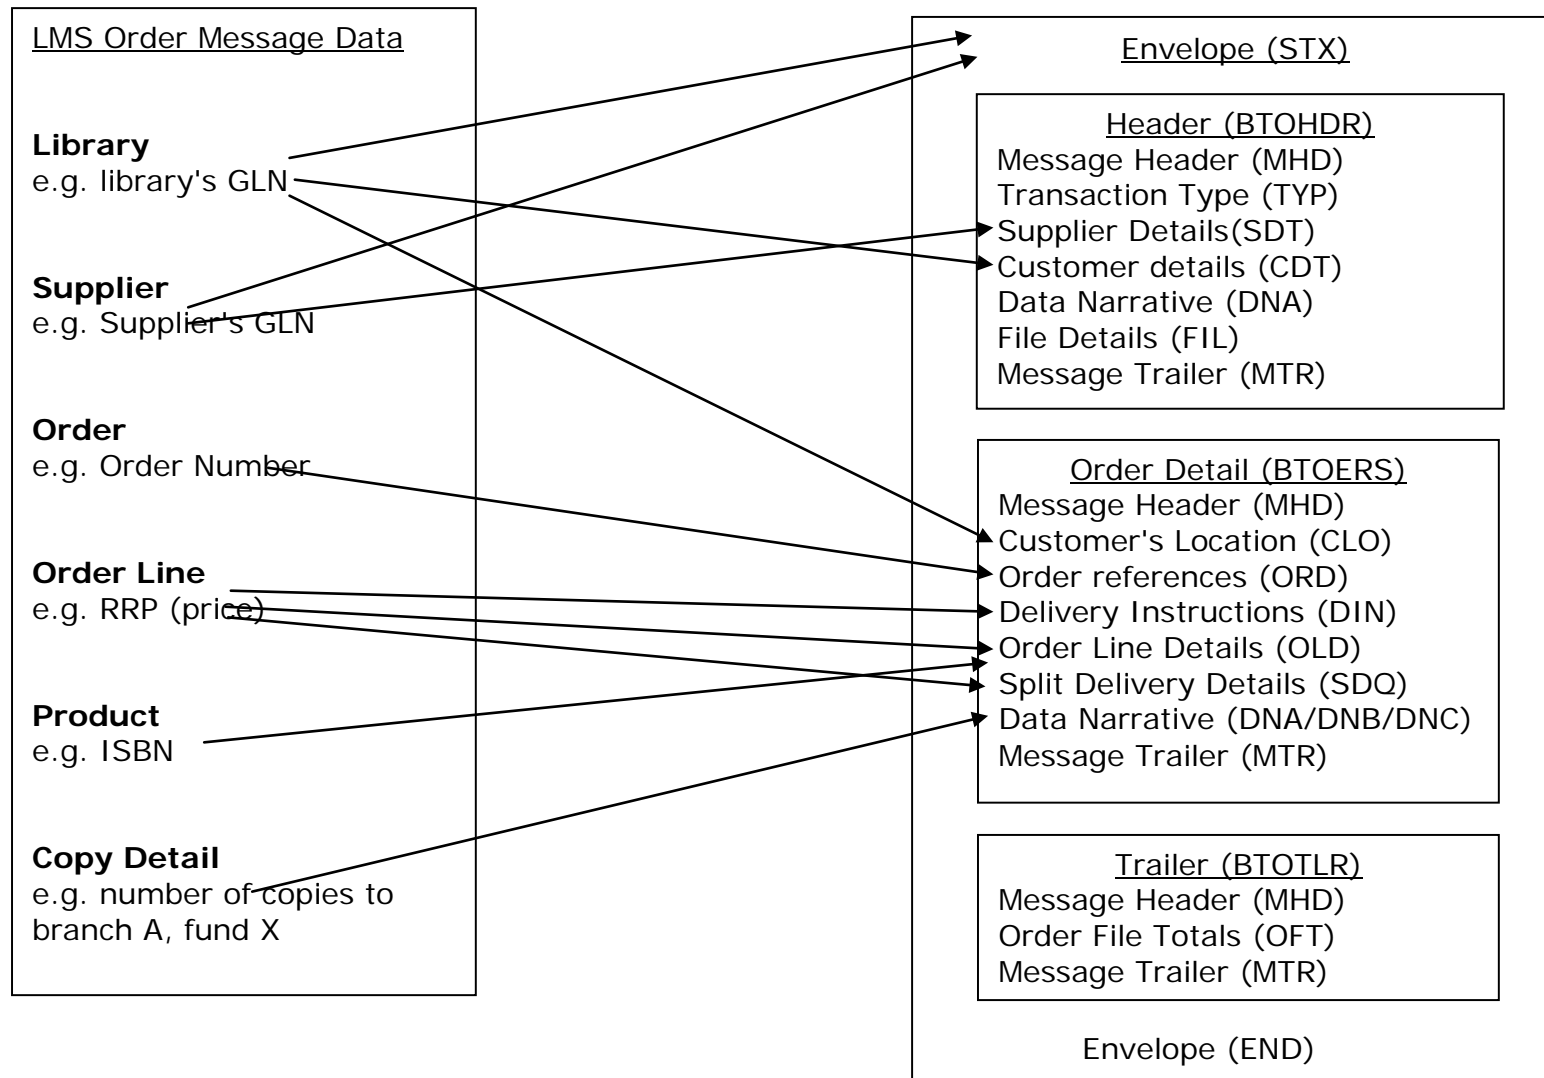 LMS Order Message Data
Library
e.g. library's GLN
Supplier
e.g. Supplier's GLN
Order
e.g. Order Number
Order Line
e.g. RRP (price)
Product
e.g. ISBN
Copy Detail
e.g. number of copies to
branch A, fund X
Envelope (STX)
Header (BTOHDR)
Message Header (MHD)
Transaction Type (TYP)
Supplier Details(SDT)
Customer details (CDT)
Data Narrative (DNA)
File Details (FIL)
Message Trailer (MTR)
Order Detail (BTOERS)
Message Header (MHD)
Customer's Location (CLO)
Order references (ORD)
Delivery Instructions (DIN)
Order Line Details (OLD)
Split Delivery Details (SDQ)
Data Narrative (DNA/DNB/DNC)
Message Trailer (MTR)
Trailer (BTOTLR)
Message Header (MHD)
Order File Totals (OFT)
Message Trailer (MTR)
Envelope (END)